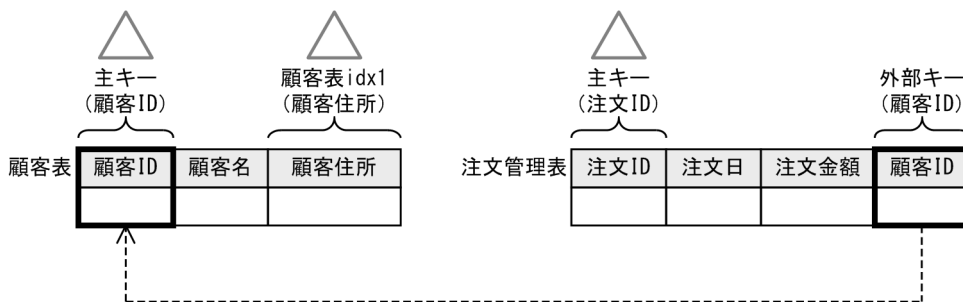 主キー
(顧客ID)
顧客表idx1
(顧客住所)
主キー
(注文ID)
外部キー
(顧客ID)
顧客表 顧客ID 顧客名 顧客住所
注文管理表 注文ID 注文日 注文金額 顧客ID